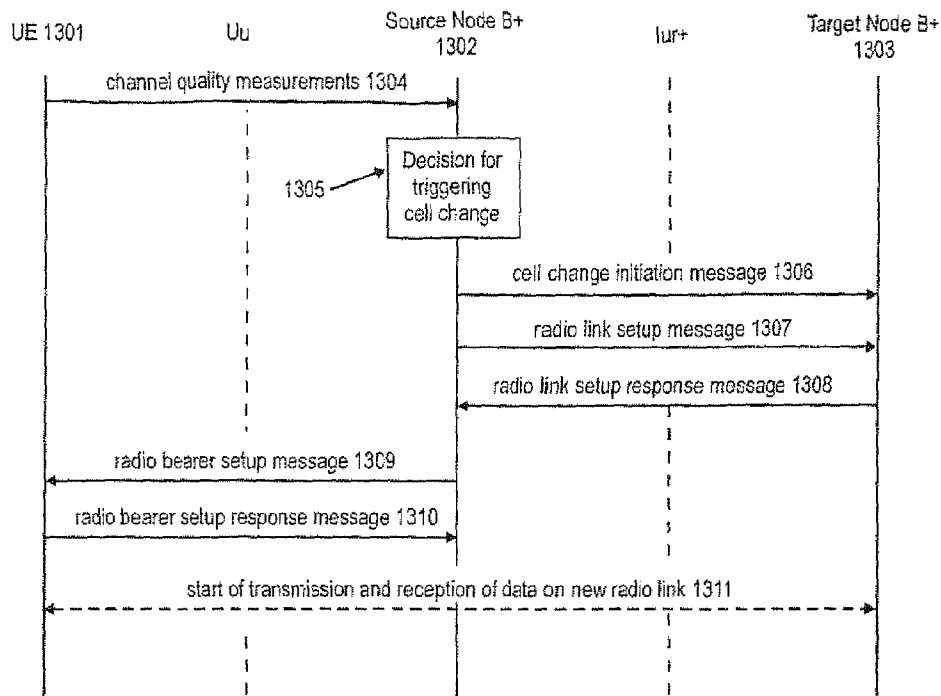 UE 1301
Uu
Source Node B+
1302
Iur+
Target Node B+
1303
channel quality measurements 1304
Decision for
triggering
cell change
1305
cell change initiation message 1306
radio link setup message 1307
radio link setup response message 1308
radio bearer setup message 1309
radio bearer setup response message 1310
start of transmission and reception of data on new radio link 1311